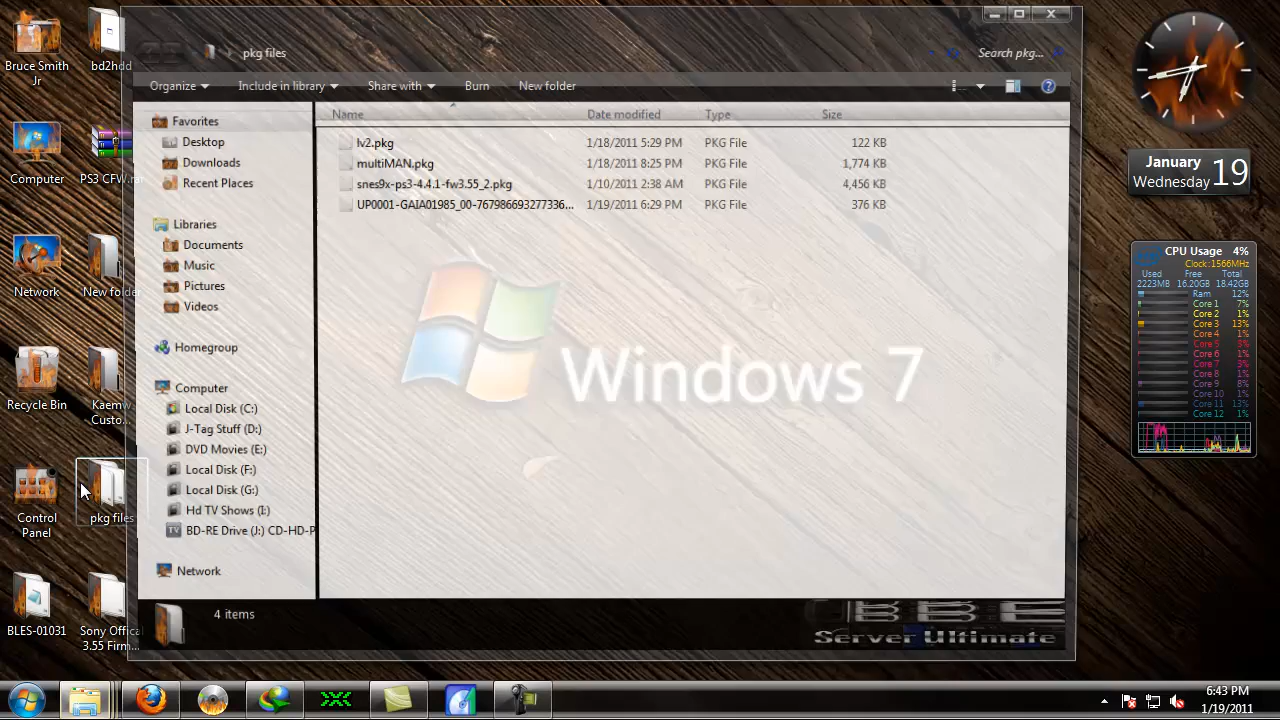 Bruce Smith
Jr
Computer
Network
Recycle Bin
Control
Panel
BLES-01031
bd2hdd
PS3 CFW.rar
New folde
Kaemw
Custo...
pkg files
Sony Offica
3.55 Firm...
pkg files
Search pkg...
Organize
Include in library
Share with
Burn
New folder
Favorites
Desktop
Downloads
Recent Places
Libraries
Documents
Music
Pictures
Videos
Homegroup
Computer
Local Disk (C:)
J-Tag Stuff (D:)
DVD Movies (E:)
Local Disk (F:)
Local Disk (G:)
Hd TV Shows (I:)
BD-RE Drive (J:) CD-HD-P
Network
Name Date modified Type Size
lv2.pkg 1/18/2011 5:29 PM PKG File 122 KB
multiMAN.pkg 1/18/2011 8:25 PM PKG File 1,774 KB
snes9x-ps3-4.4.1-fw3.55_2.pkg 1/10/2011 2:38 AM PKG File 4,456 KB
UP0001-GAIA01985_00-767986693277336... 1/19/2011 6:29 PM PKG File 376 KB
Windows 7
4 items
Server Ultimate
January
Wednesday 19
CPU Usage 4%
Clock:1566MHz
Used Free Total
2223MB 16.20GB 18.42GB
Ram 12%
Core 1 7%
Core 2 1%
Core 3 13%
Core 4 1%
Core 5 3%
Core 6 1%
Core 7 3%
Core 8 1%
Core 9 8%
Core 10 1%
Core 11 13%
Core 12 1%
6:43 PM
1/19/2011